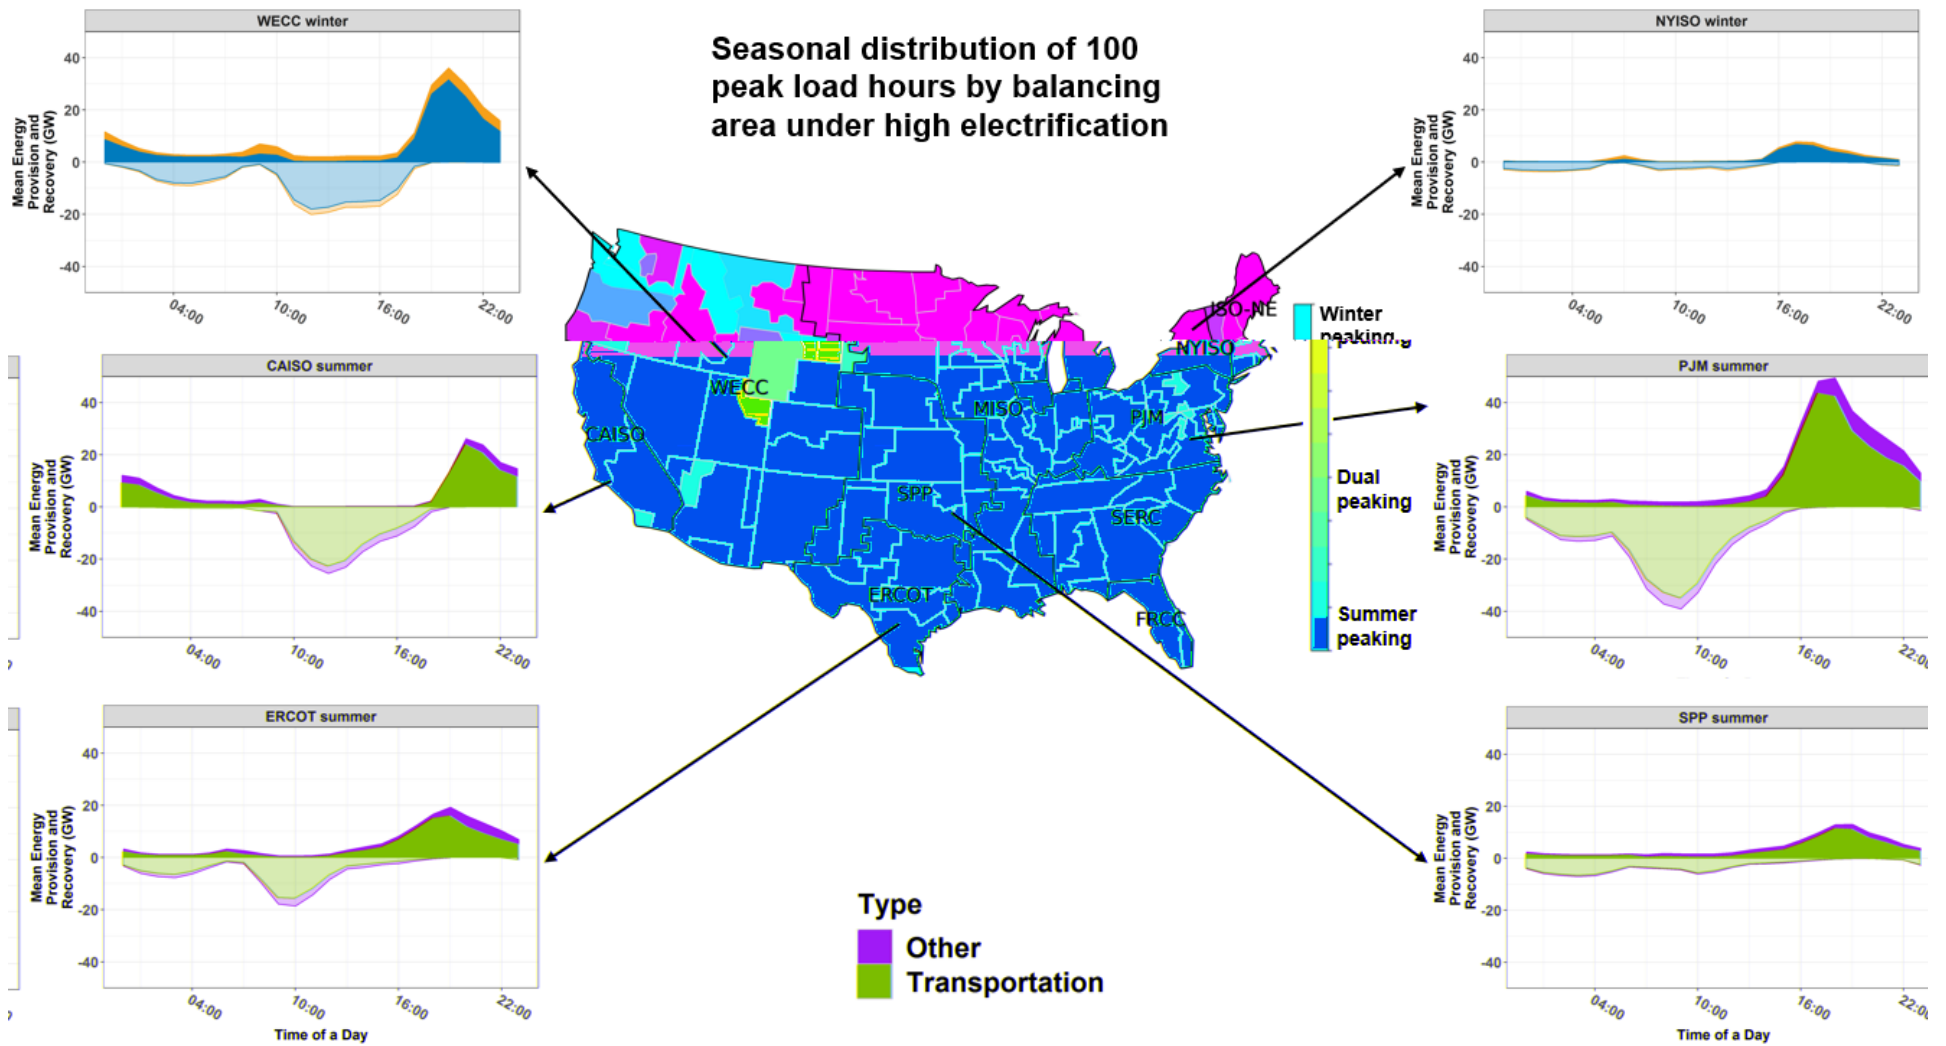 WECC winter
Mean Energy
Provision and
Recovery (GW)
40
20
0
-20
-40
04:00
10:00
16:00
22:00
Seasonal distribution of 100
peak load hours by balancing
area under high electrification
NYISO winter
Mean Energy
Provision and
Recovery (GW)
40
20
0
-20
-40
04:00
10:00
16:00
22:00
ISO-NE
NYISO
WECC
MISO
PJM
CAISO
SPP
SERC
ERCOT
FRCC
Winter
peaking
Dual
peaking
Summer
peaking
CAISO summer
Mean Energy
Provision and
Recovery (GW)
40
20
0
-20
-40
04:00
10:00
16:00
22:00
PJM summer
Mean Energy
Provision and
Recovery (GW)
40
20
0
-20
-40
04:00
10:00
16:00
22:00
ERCOT summer
Mean Energy
Provision and
Recovery (GW)
40
20
0
-20
-40
04:00
10:00
16:00
22:00
Time of a Day
Type
Other
Transportation
SPP summer
Mean Energy
Provision and
Recovery (GW)
40
20
0
-20
-40
04:00
10:00
16:00
22:00
Time of a Day